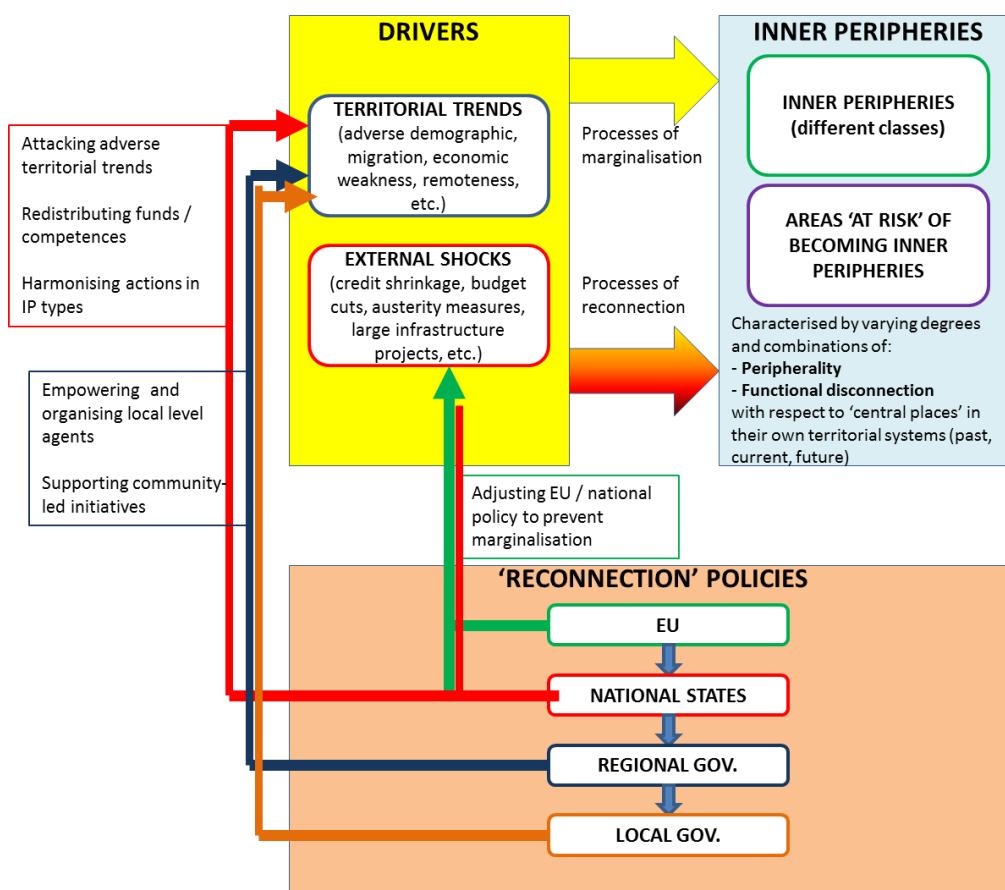 DRIVERS
INNER PERIPHERIES
TERRITORIAL TRENDS
(adverse demographic,
migration, economic
weakness, remoteness,
etc.)
EXTERNAL SHOCKS
(credit shrinkage, budget
cuts, austerity measures,
large infrastructure
projects, etc.)
Processes of
marginalisation
Processes of
reconnection
INNER PERIPHERIES
(different classes)
AREAS ‘AT RISK’ OF
BECOMING INNER
PERIPHERIES
Characterised by varying degrees
and combinations of:
- Peripherality
- Functional disconnection
with respect to ‘central places’ in
their own territorial systems (past,
current, future)
Attacking adverse
territorial trends
Redistributing funds /
competences
Harmonising actions in
IP types
Empowering and
organising local level
agents
Supporting community-
led initiatives
Adjusting EU / national
policy to prevent
marginalisation
‘RECONNECTION’ POLICIES
EU
NATIONAL STATES
REGIONAL GOV.
LOCAL GOV.